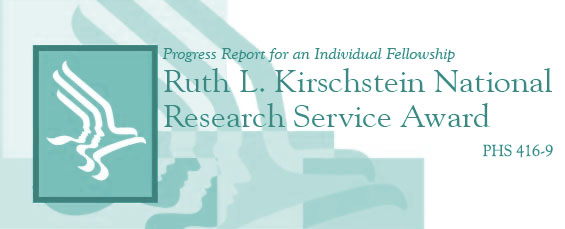 Progress Report for an Individual Fellowship
Ruth L. Kirschstein National
Research Service Award
PHS 416-9